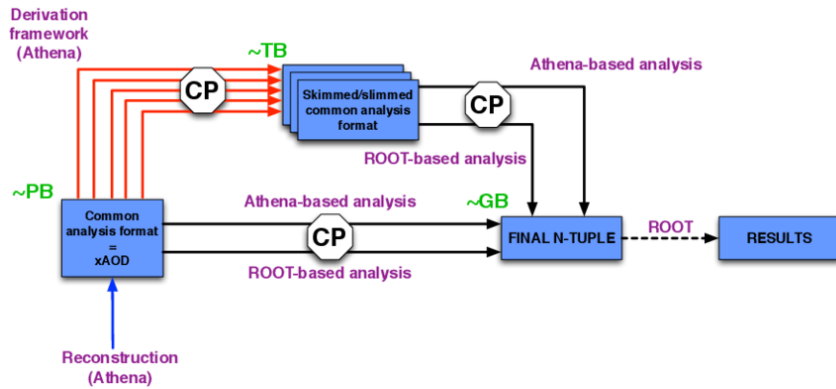 Derivation
framework
(Athena)
~TB
CP
Skimmed/slimmed
common analysis
format
CP
Athena-based analysis
ROOT-based analysis
~PB
Common
analysis format
=
xAOD
Athena-based analysis
CP
ROOT-based analysis
~GB
FINAL N-TUPLE
ROOT
RESULTS
Reconstruction
(Athena)